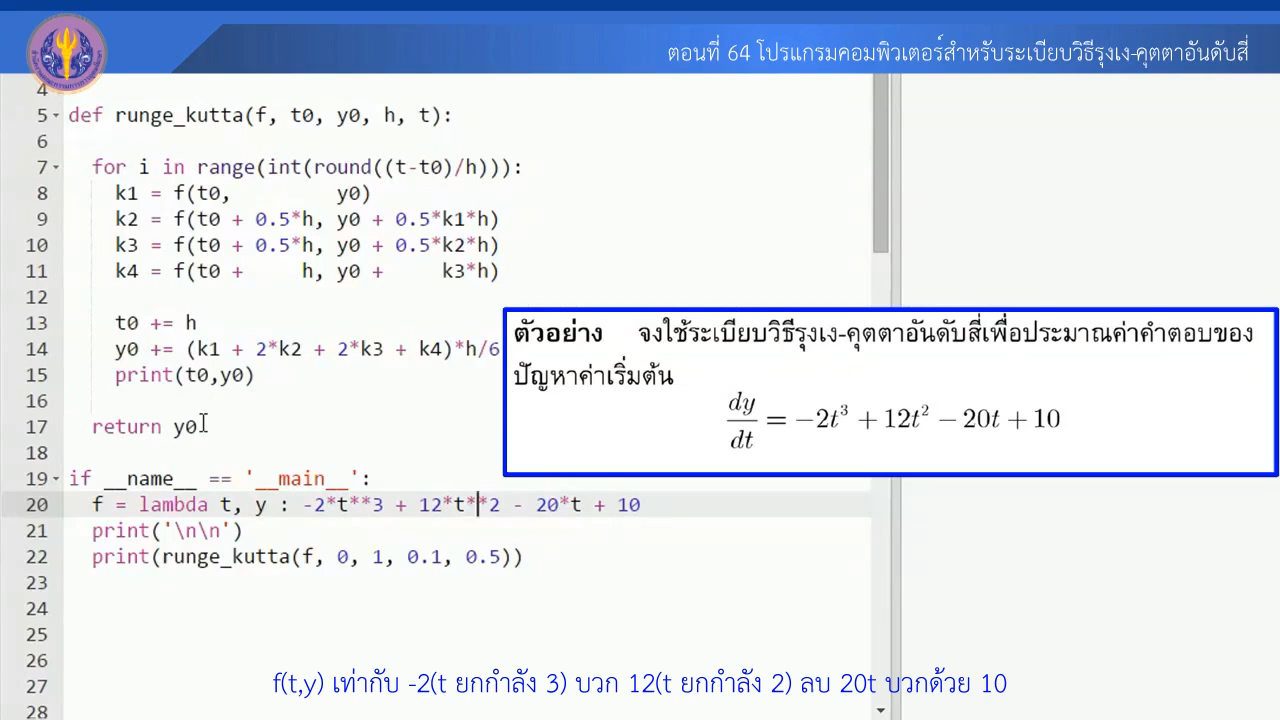 ตอนที่ 64 โปรแกรมคอมพิวเตอร์สำหรับระเบียบวิธีรุงเง-คุตตาอันดับสี่
4
5 def runge_kutta(f, t0, y0, h, t):
6
7 for i in range(int(round((t-t0)/h))):
8 k1 = f(t0, y0)
9 k2 = f(t0 + 0.5*h, y0 + 0.5*k1*h)
10 k3 = f(t0 + 0.5*h, y0 + 0.5*k2*h)
11 k4 = f(t0 + h, y0 + k3*h)
12
13 t0 += h
14 y0 += (k1 + 2*k2 + 2*k3 + k4)*h/6
15 print(t0,y0)
16
17 return y0
18
19 if __name__ == '__main__':
20 f = lambda t, y : -2*t**3 + 12*t**2 - 20*t + 10
21 print('\n\n')
22 print(runge_kutta(f, 0, 1, 0.1, 0.5))
23
24
25
26
27
28
ตัวอย่าง จงใช้ระเบียบวิธีรุงเง-คุตตาอันดับสี่เพื่อประมาณค่าคำตอบของ
ปัญหาค่าเริ่มต้น
dy/dt = −2t³ + 12t² − 20t + 10
f(t,y) เท่ากับ -2(t ยกกำลัง 3) บวก 12(t ยกกำลัง 2) ลบ 20t บวกด้วย 10